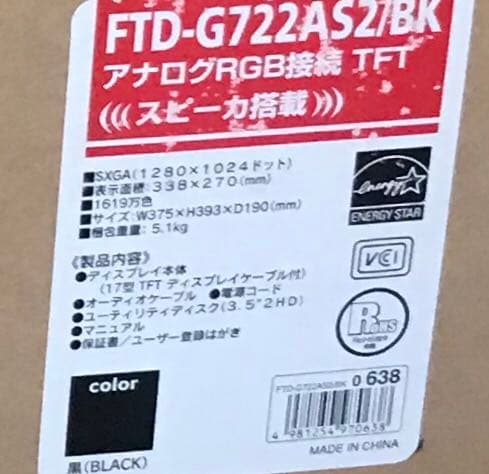 FTD-G722AS2/BK
アナログRGB接続 TFT
(((スピーカ搭載)))
■SXGA(1280×1024ドット)
■表示面積:338×270(mm)
■1619万色
■サイズ:W375×H393×D190(mm)
■梱包重量:5.1kg
energy
ENERGY STAR
《製品内容》
●ディスプレイ本体
(17型 TFT ディスプレイケーブル付)
●オーディオケーブル ●電源コード
●ユーティリティディスク(3.5"2HD)
●マニュアル
●保証書/ユーザー登録はがき
VCCI
RoHS
color
黒(BLACK)
FTD-G722AS2/BK 0 638
4 981254 970638
MADE IN CHINA